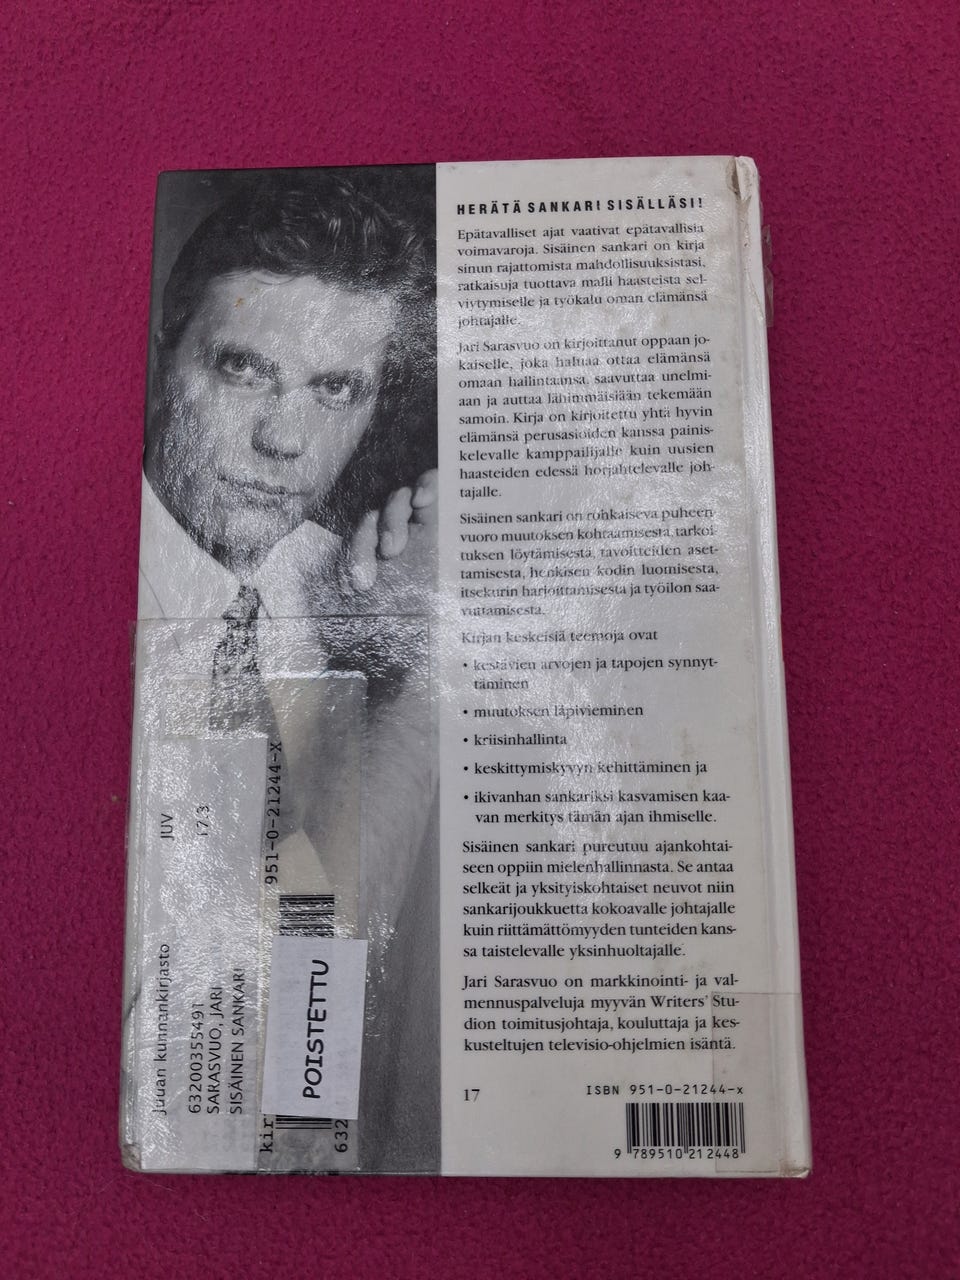 HERÄTÄ SANKARI SISÄLLÄSI!
Epätavalliset ajat vaativat epätavallisia
voimavaroja. Sisäinen sankari on kirja
sinun rajattomista mahdollisuuksistasi,
ratkaisuja tuottava malli haasteista sel-
viytymiselle ja työkalu oman elämänsä
johtajalle.
Jari Sarasvuo on kirjoittanut oppaan jo-
kaiselle, joka haluaa ottaa elämänsä
omaan hallintaansa, saavuttaa unelmi-
aan ja auttaa lähimmäisiään tekemään
samoin. Kirja on kirjoitettu yhtä hyvin
elämänsä perusasioiden kanssa painis-
kelevalle kamppailijalle kuin uusien
haasteiden edessä horjahtelevalle joh-
tajalle.
Sisäinen sankari on rohkaiseva puheen-
vuoro muutoksen kohtaamisesta, tarkoi-
tuksen löytämisestä, tavoitteiden aset-
tamisesta, henkisen kodin luomisesta,
itsekurin harjoittamisesta ja työilon saa-
vuttamisesta.
Kirjan keskeisiä teemoja ovat
• kestävien arvojen ja tapojen synnyt-
täminen
• muutoksen läpivieminen
• kriisinhallinta
• keskittymiskyvyn kehittäminen ja
• ikivanhan sankariksi kasvamisen kaa-
van merkitys tämän ajan ihmiselle.
Sisäinen sankari pureutuu ajankohtai-
seen oppiin mielenhallinnasta. Se antaa
selkeät ja yksityiskohtaiset neuvot niin
sankarijoukkuetta kokoavalle johtajalle
kuin riittämättömyyden tunteiden kans-
sa taistelevalle yksinhuoltajalle.
Jari Sarasvuo on markkinointi- ja val-
mennuspalveluja myyvän Writers' Stu-
dion toimitusjohtaja, kouluttaja ja kes-
kusteltujen televisio-ohjelmien isäntä.
17
ISBN 951-0-21244-x
9 789510 212448
Juuan kunnankirjasto JUV
6320035549 17.3
SARASVUO, JARI
SISÄINEN SANKARI
kir 951-0-21244-X
POISTETTU
632